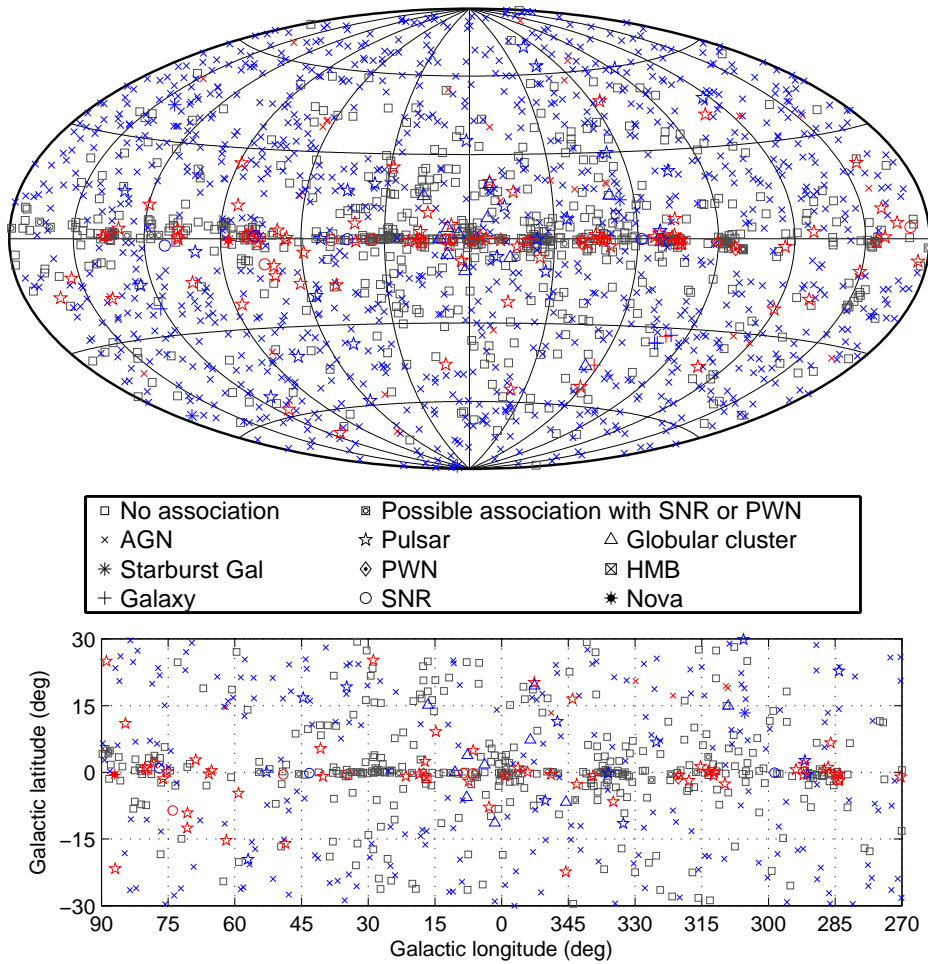 No association
Possible association with SNR or PWN
AGN
Pulsar
Globular cluster
Starburst Gal
PWN
HMB
Galaxy
SNR
Nova
30
15
0
−15
−30
Galactic latitude (deg)
90 75 60 45 30 15 0 345 330 315 300 285 270
Galactic longitude (deg)